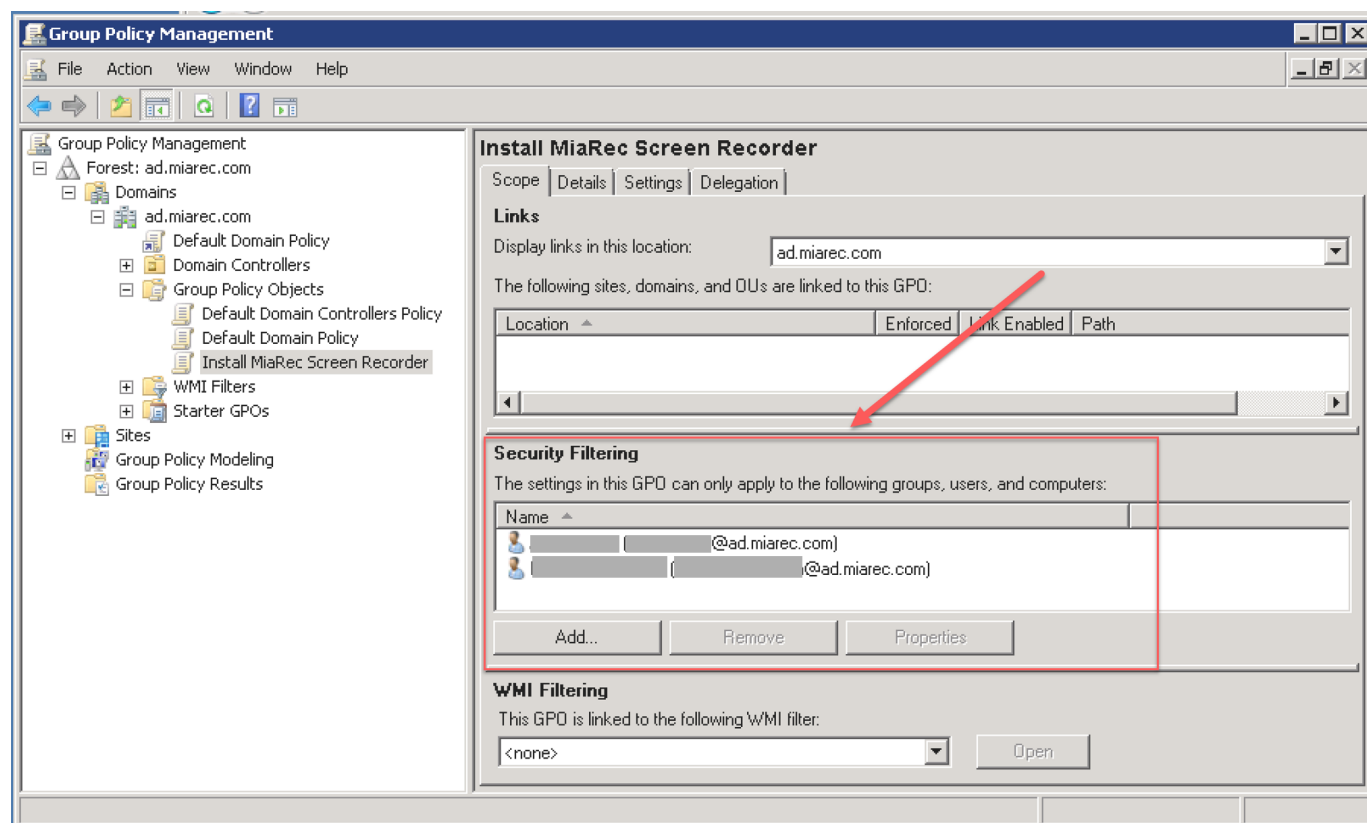 Group Policy Management
File Action View Window Help
Group Policy Management
Forest: ad.miarec.com
Domains
ad.miarec.com
Default Domain Policy
Domain Controllers
Group Policy Objects
Default Domain Controllers Policy
Default Domain Policy
Install MiaRec Screen Recorder
WMI Filters
Starter GPOs
Sites
Group Policy Modeling
Group Policy Results
Install MiaRec Screen Recorder
Scope Details Settings Delegation
Links
Display links in this location: ad.miarec.com
The following sites, domains, and OUs are linked to this GPO:
Location Enforced Link Enabled Path
Security Filtering
The settings in this GPO can only apply to the following groups, users, and computers:
Name
( @ad.miarec.com)
( @ad.miarec.com)
Add... Remove Properties
WMI Filtering
This GPO is linked to the following WMI filter:
<none> Open